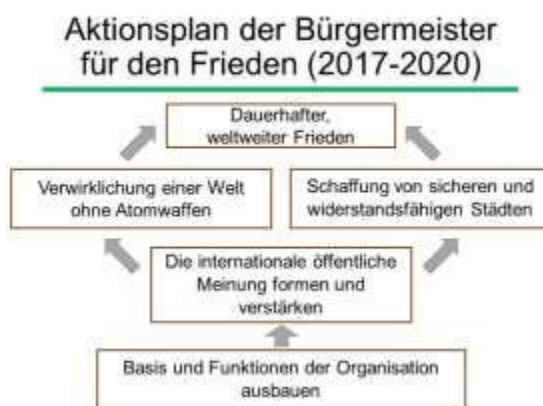 Aktionsplan der Bürgermeister
für den Frieden (2017-2020)
Dauerhafter,
weltweiter Frieden
Verwirklichung einer Welt
ohne Atomwaffen
Schaffung von sicheren und
widerstandsfähigen Städten
Die internationale öffentliche
Meinung formen und
verstärken
Basis und Funktionen der Organisation
ausbauen